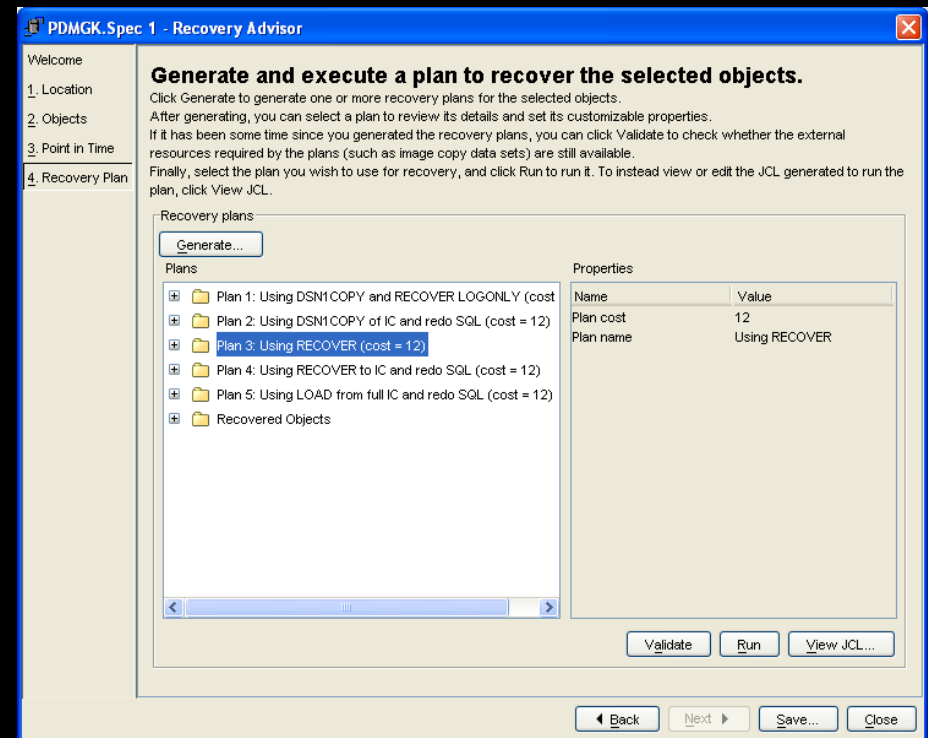 PDMGK.Spec 1 - Recovery Advisor
Welcome
1. Location
2. Objects
3. Point in Time
4. Recovery Plan
Generate and execute a plan to recover the selected objects.
Click Generate to generate one or more recovery plans for the selected objects.
After generating, you can select a plan to review its details and set its customizable properties.
If it has been some time since you generated the recovery plans, you can click Validate to check whether the external
resources required by the plans (such as image copy data sets) are still available.
Finally, select the plan you wish to use for recovery, and click Run to run it. To instead view or edit the JCL generated to run the
plan, click View JCL.
Recovery plans
Generate...
Plans
Plan 1: Using DSN1COPY and RECOVER LOGONLY (cost
Plan 2: Using DSN1COPY of IC and redo SQL (cost = 12)
Plan 3: Using RECOVER (cost = 12)
Plan 4: Using RECOVER to IC and redo SQL (cost = 12)
Plan 5: Using LOAD from full IC and redo SQL (cost = 12)
Recovered Objects
Properties
Name Value
Plan cost 12
Plan name Using RECOVER
Validate Run View JCL...
Back Next Save... Close